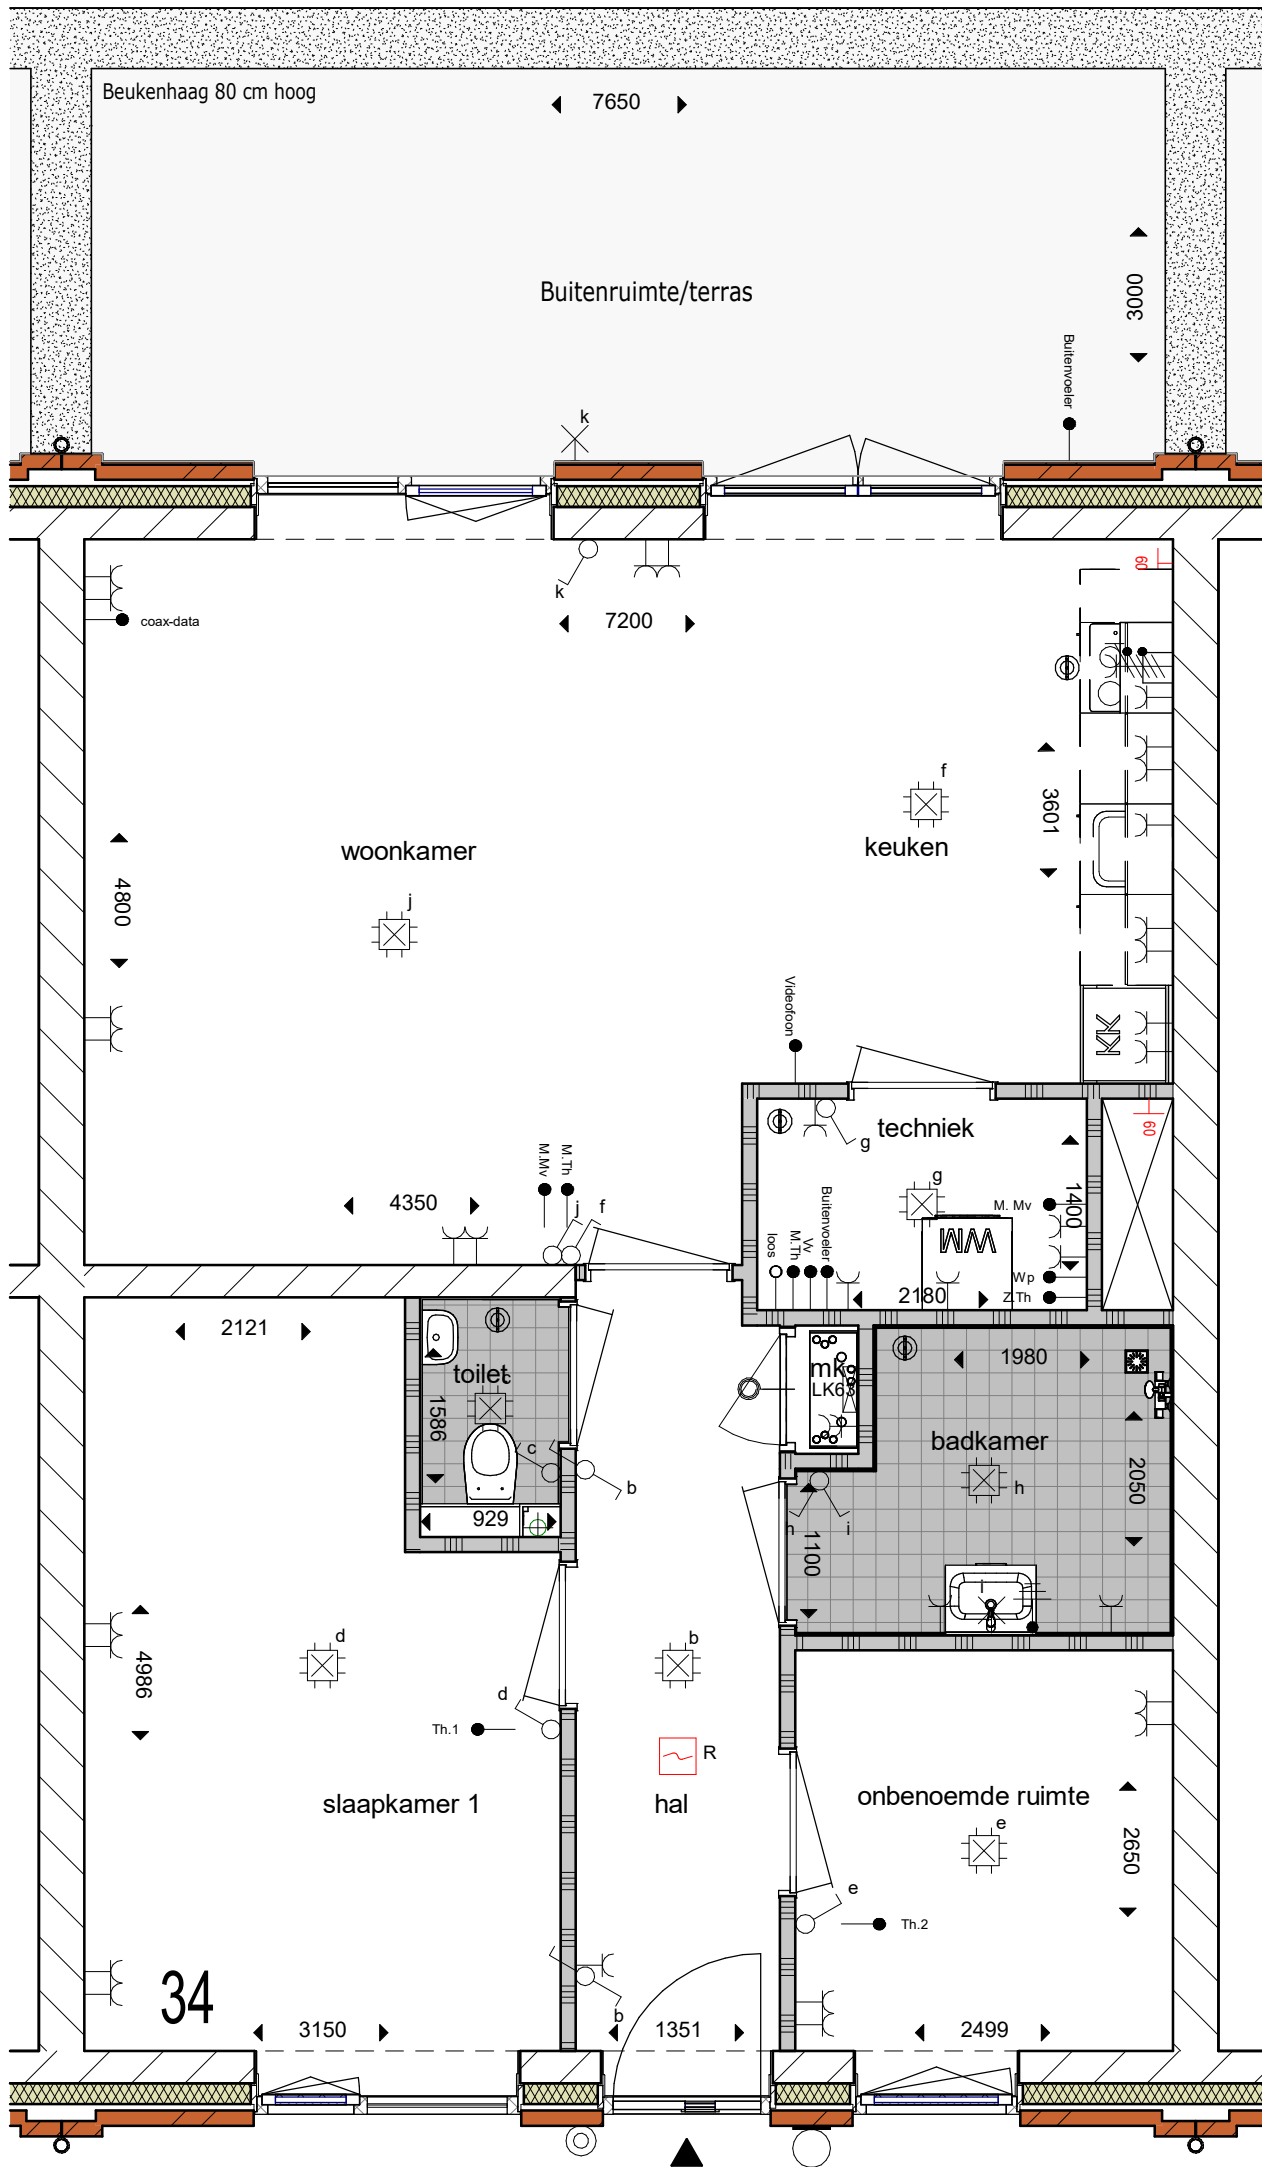 Beukenhaag 80 cm hoog
7650
3000
Buitenruimte/terras
Buitenvoeler
k
k
60
coax-data
7200
f
3601
woonkamer
keuken
j
4800
KK
Videofoon
60
techniek
g
g
1400
M.Mv
M.Th
4350
j
f
M. Mv
loos
M.Th
Vv
Buitenvoeler
WM
Wp
Z.Th
2180
2121
toilet
c
1586
mk
LK63
1980
badkamer
2050
c
b
h
h
i
1100
929
i
d
b
4986
d
Th.1
R
slaapkamer 1
hal
onbenoemde ruimte
e
2650
e
Th.2
34
b
3150
1351
2499